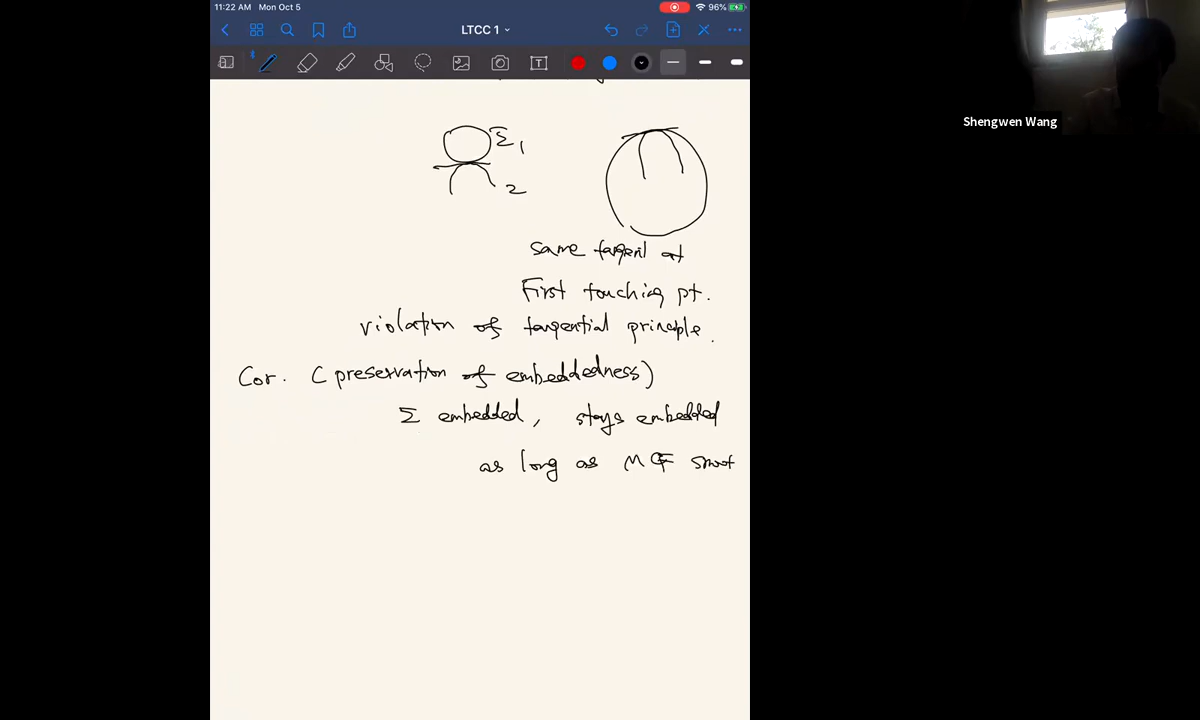 11:22 AM Mon Oct 5
96%
LTCC 1
T
Shengwen Wang
Σ1
2
same tangent at
First touching pt.
violation of tangential principle.
Cor. (preservation of embeddedness)
Σ embedded, stays embedded
as long as MCF smoot